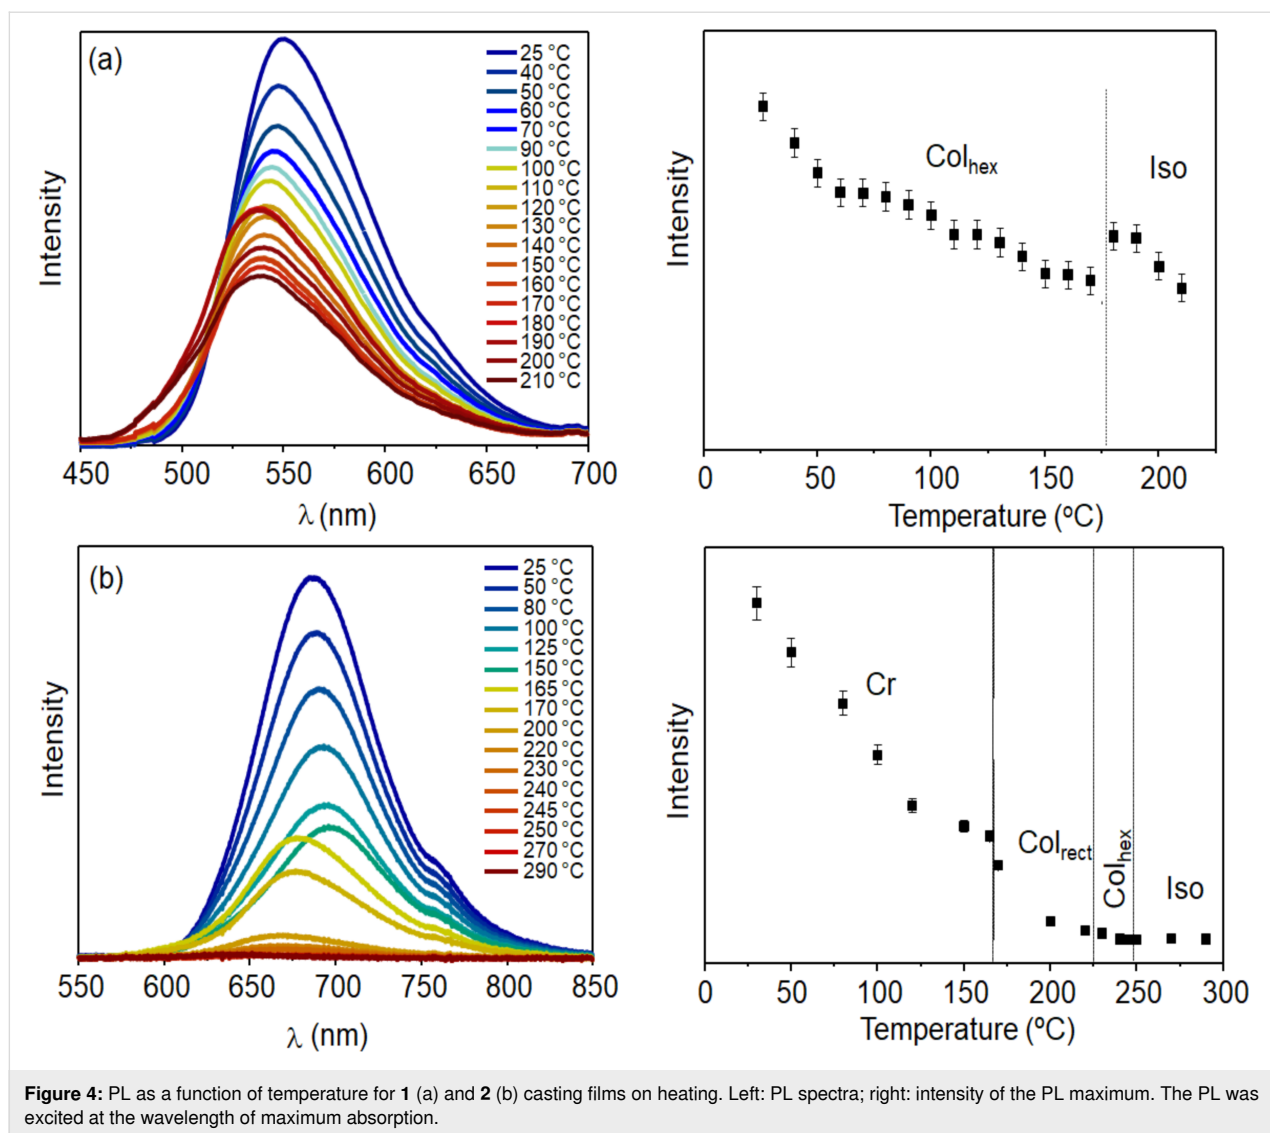 (a)
25 °C
40 °C
50 °C
60 °C
70 °C
90 °C
100 °C
110 °C
120 °C
130 °C
140 °C
150 °C
160 °C
170 °C
180 °C
190 °C
200 °C
210 °C
Intensity
450 500 550 600 650 700
λ (nm)
Intensity
Colhex
Iso
0 50 100 150 200
Temperature (ºC)
(b)
25 °C
50 °C
80 °C
100 °C
125 °C
150 °C
165 °C
170 °C
200 °C
220 °C
230 °C
240 °C
245 °C
250 °C
270 °C
290 °C
Intensity
550 600 650 700 750 800 850
λ (nm)
Intensity
Cr
Colrect
Colhex
Iso
0 50 100 150 200 250 300
Temperature (ºC)
Figure 4: PL as a function of temperature for 1 (a) and 2 (b) casting films on heating. Left: PL spectra; right: intensity of the PL maximum. The PL was
excited at the wavelength of maximum absorption.